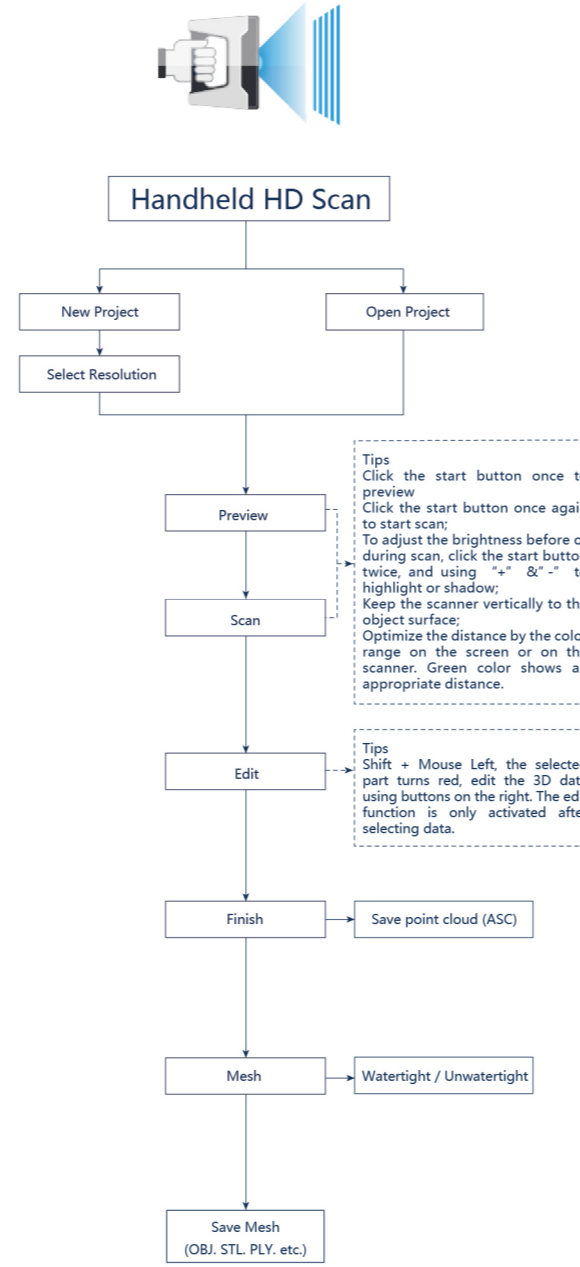 Handheld HD Scan
New Project
Open Project
Select Resolution
Preview
Tips
Click the start button once
preview
Click the start button once
to start scan;
To adjust the brightness before
during scan, click the start
twice, and using "+" &"-"
highlight or shadow;
Keep the scanner vertically to
object surface;
Optimize the distance by the
range on the screen or on
scanner. Green color shows
appropriate distance.
Scan
Edit
Tips
Shift + Mouse Left, the
part turns red, edit the 3D
using buttons on the right. The
function is only activated
selecting data.
Finish
Save point cloud (ASC)
Mesh
Watertight / Unwatertight
Save Mesh
(OBJ. STL. PLY. etc.)